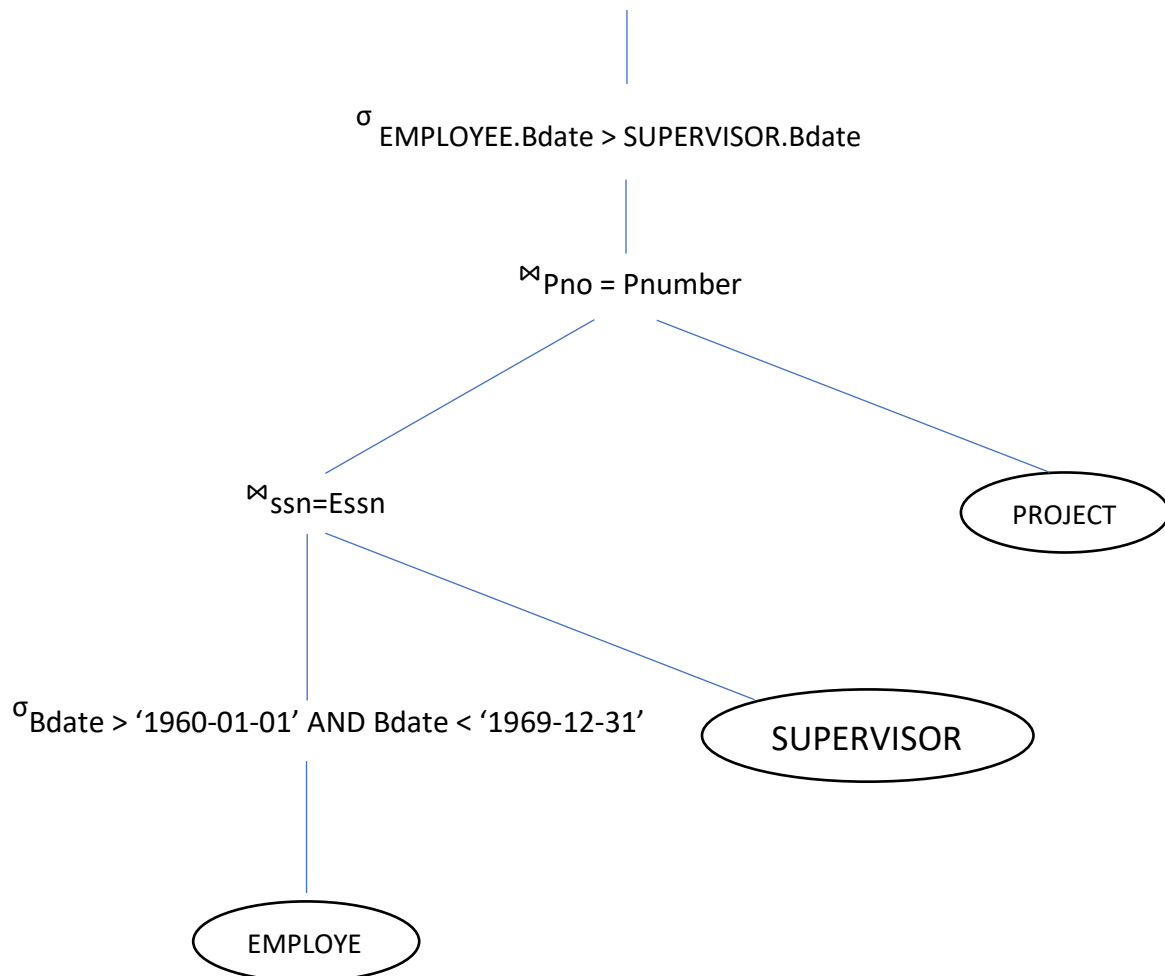 σ EMPLOYEE.Bdate > SUPERVISOR.Bdate
⋈Pno = Pnumber
⋈ssn=Essn
PROJECT
σBdate > ‘1960-01-01’ AND Bdate < ‘1969-12-31’
SUPERVISOR
EMPLOYE